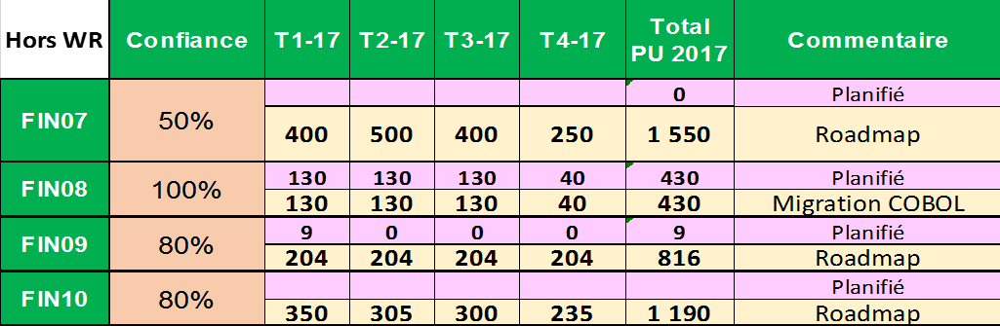 Hors WR Confiance T1-17 T2-17 T3-17 T4-17 Total PU 2017 Commentaire
0 Planifié
FIN07 50%
400 500 400 250 1 550 Roadmap
130 130 130 40 430 Planifié
FIN08 100%
130 130 130 40 430 Migration COBOL
9 0 0 0 9 Planifié
FIN09 80%
204 204 204 204 816 Roadmap
Planifié
FIN10 80%
350 305 300 235 1 190 Roadmap